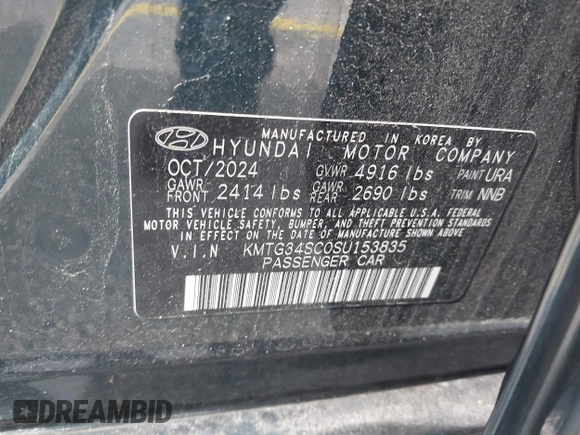 MANUFACTURED IN KOREA BY
HYUNDAI MOTOR COMPANY
OCT/2024 GVWR 4916 lbs PAINT URA
GAWR FRONT 2414 lbs GAWR REAR 2690 lbs TRIM NNB
THIS VEHICLE CONFORMS TO ALL APPLICABLE U.S.A. FEDERAL
MOTOR VEHICLE SAFETY, BUMPER, AND THEFT PREVENTION STANDARDS
IN EFFECT ON THE DATE OF MANUFACTURE SHOWN ABOVE
V.I.N KMTG34SC0SU153835
PASSENGER CAR
DREAMBID